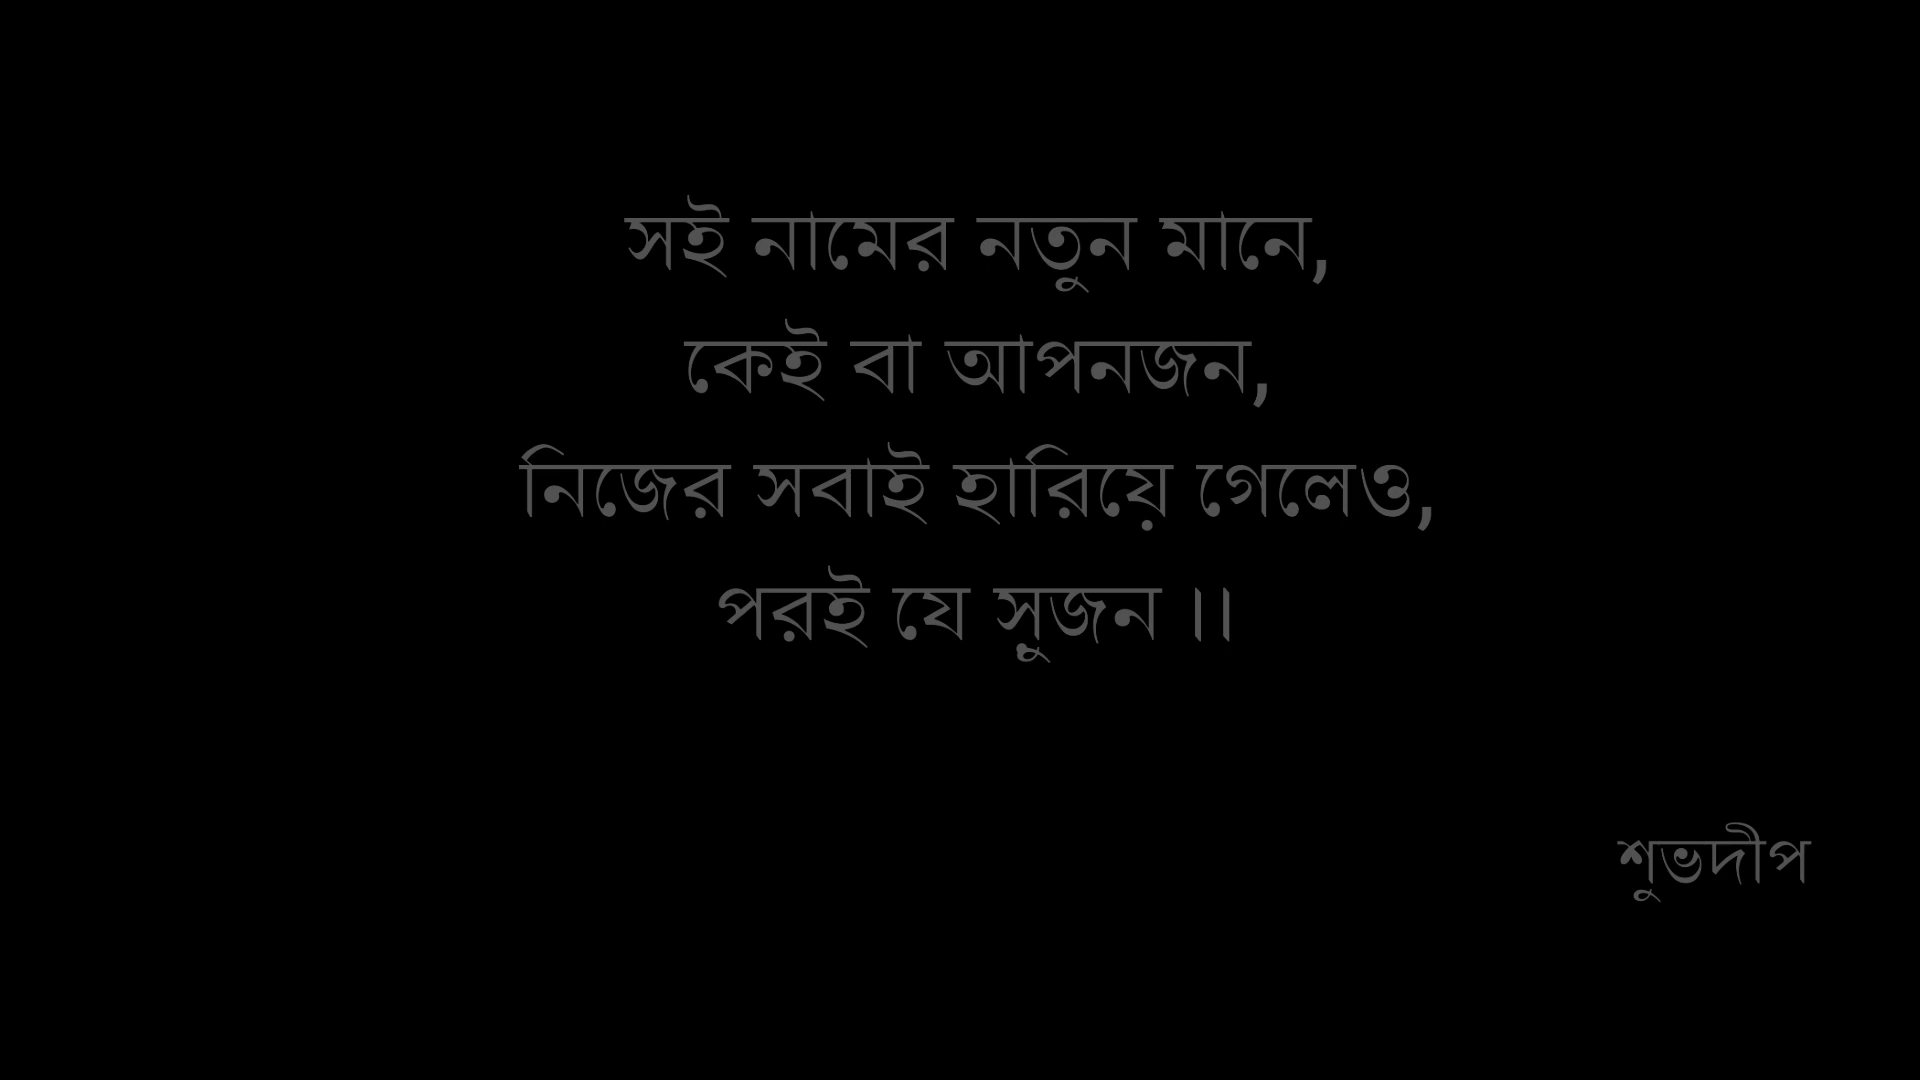 সই নামের নতুন মানে,
কেই বা আপনজন,
নিজের সবাই হারিয়ে গেলেও,
পরই যে সুজন ।।
শুভদীপ